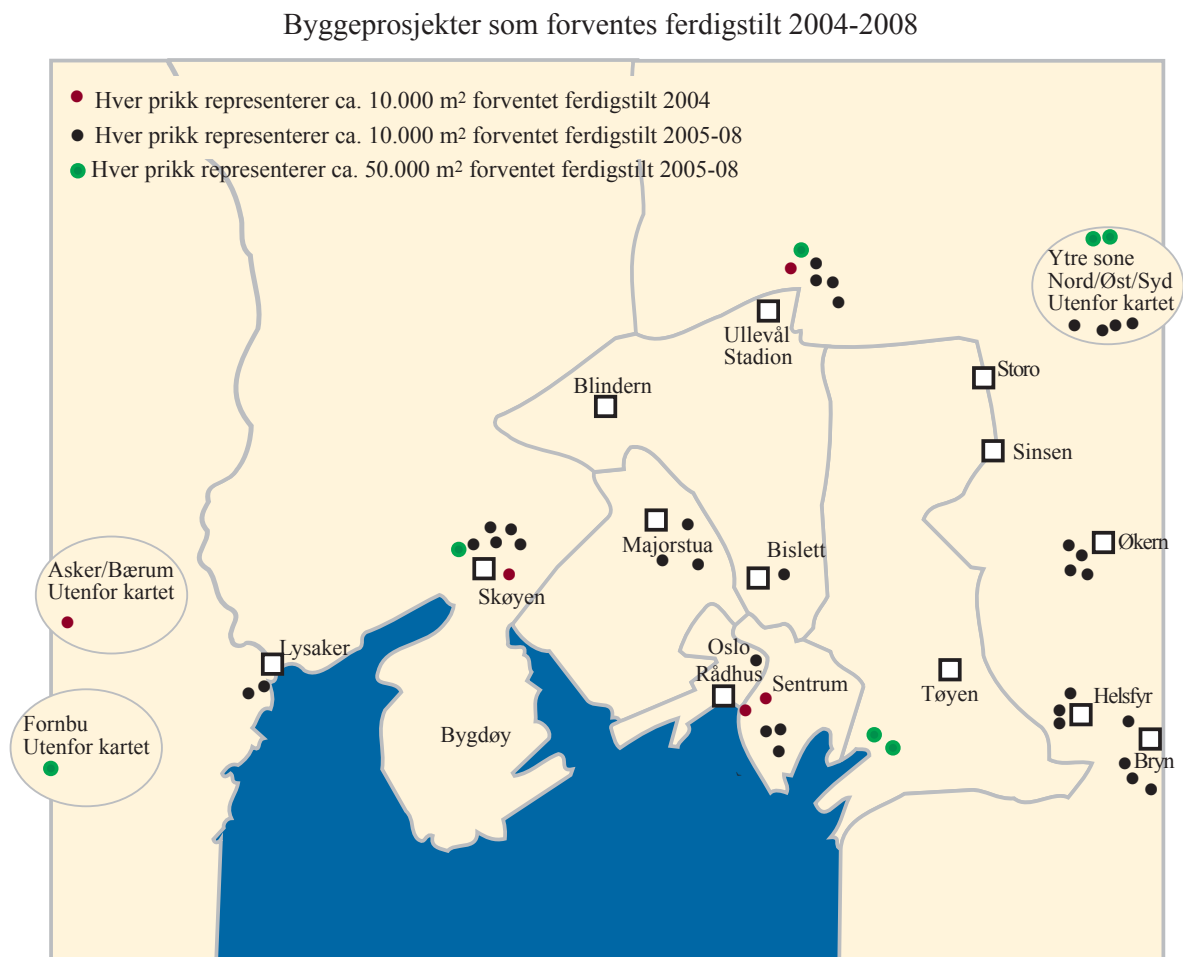 Byggeprosjekter som forventes ferdigstilt 2004-2008
Hver prikk representerer ca. 10.000 m² forventet ferdigstilt 2004
Hver prikk representerer ca. 10.000 m² forventet ferdigstilt 2005-08
Hver prikk representerer ca. 50.000 m² forventet ferdigstilt 2005-08
Ytre sone
Nord/Øst/Syd
Utenfor kartet
Ullevål
Stadion
Storo
Blindern
Sinsen
Majorstua
Bislett
Økern
Asker/Bærum
Utenfor kartet
Skøyen
Lysaker
Oslo
Rådhus
Sentrum
Tøyen
Helsfyr
Fornbu
Utenfor kartet
Bygdøy
Bryn